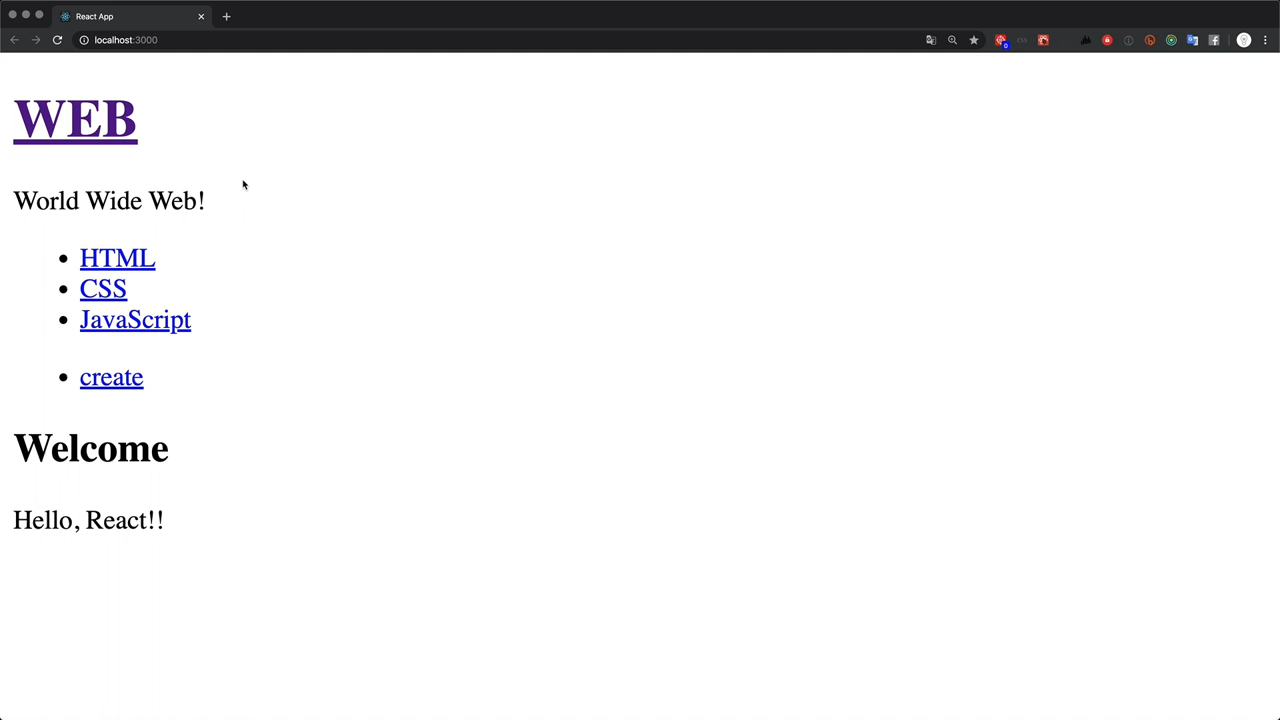 React App
localhost:3000
WEB
World Wide Web!
HTML
CSS
JavaScript
create
Welcome
Hello, React!!